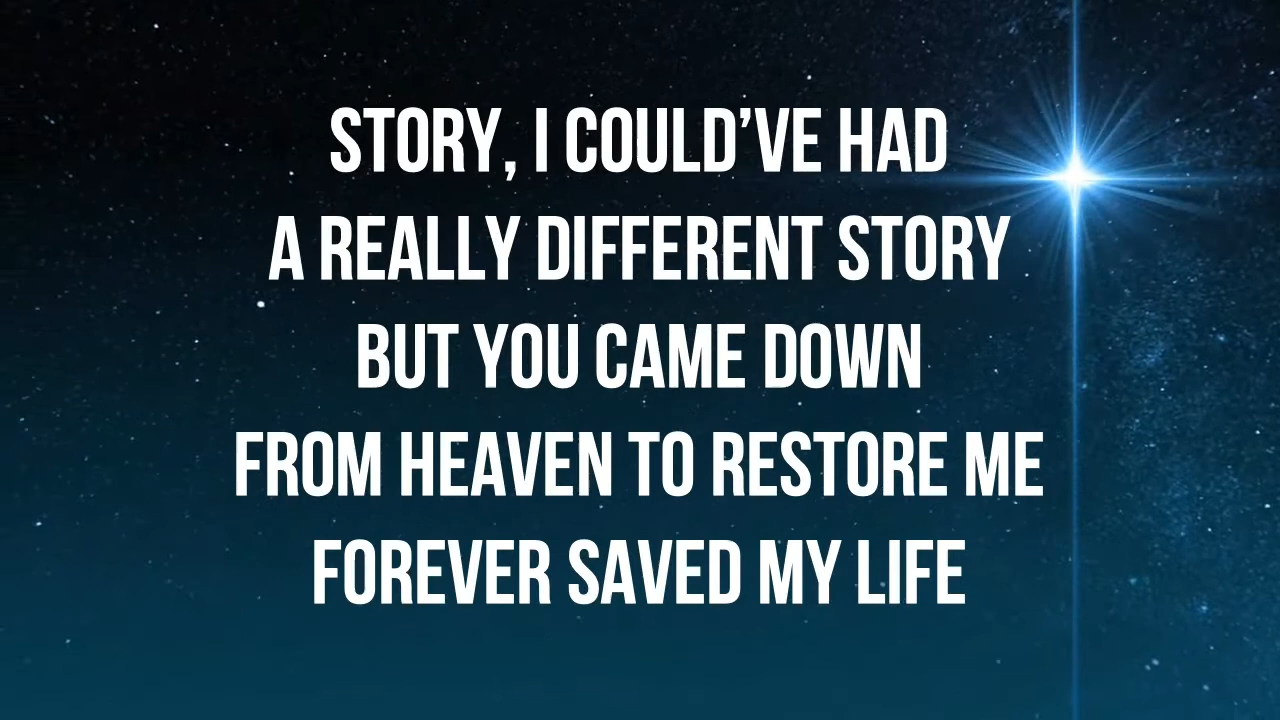 STORY, I COULD’VE HAD
A REALLY DIFFERENT STORY
BUT YOU CAME DOWN
FROM HEAVEN TO RESTORE ME
FOREVER SAVED MY LIFE